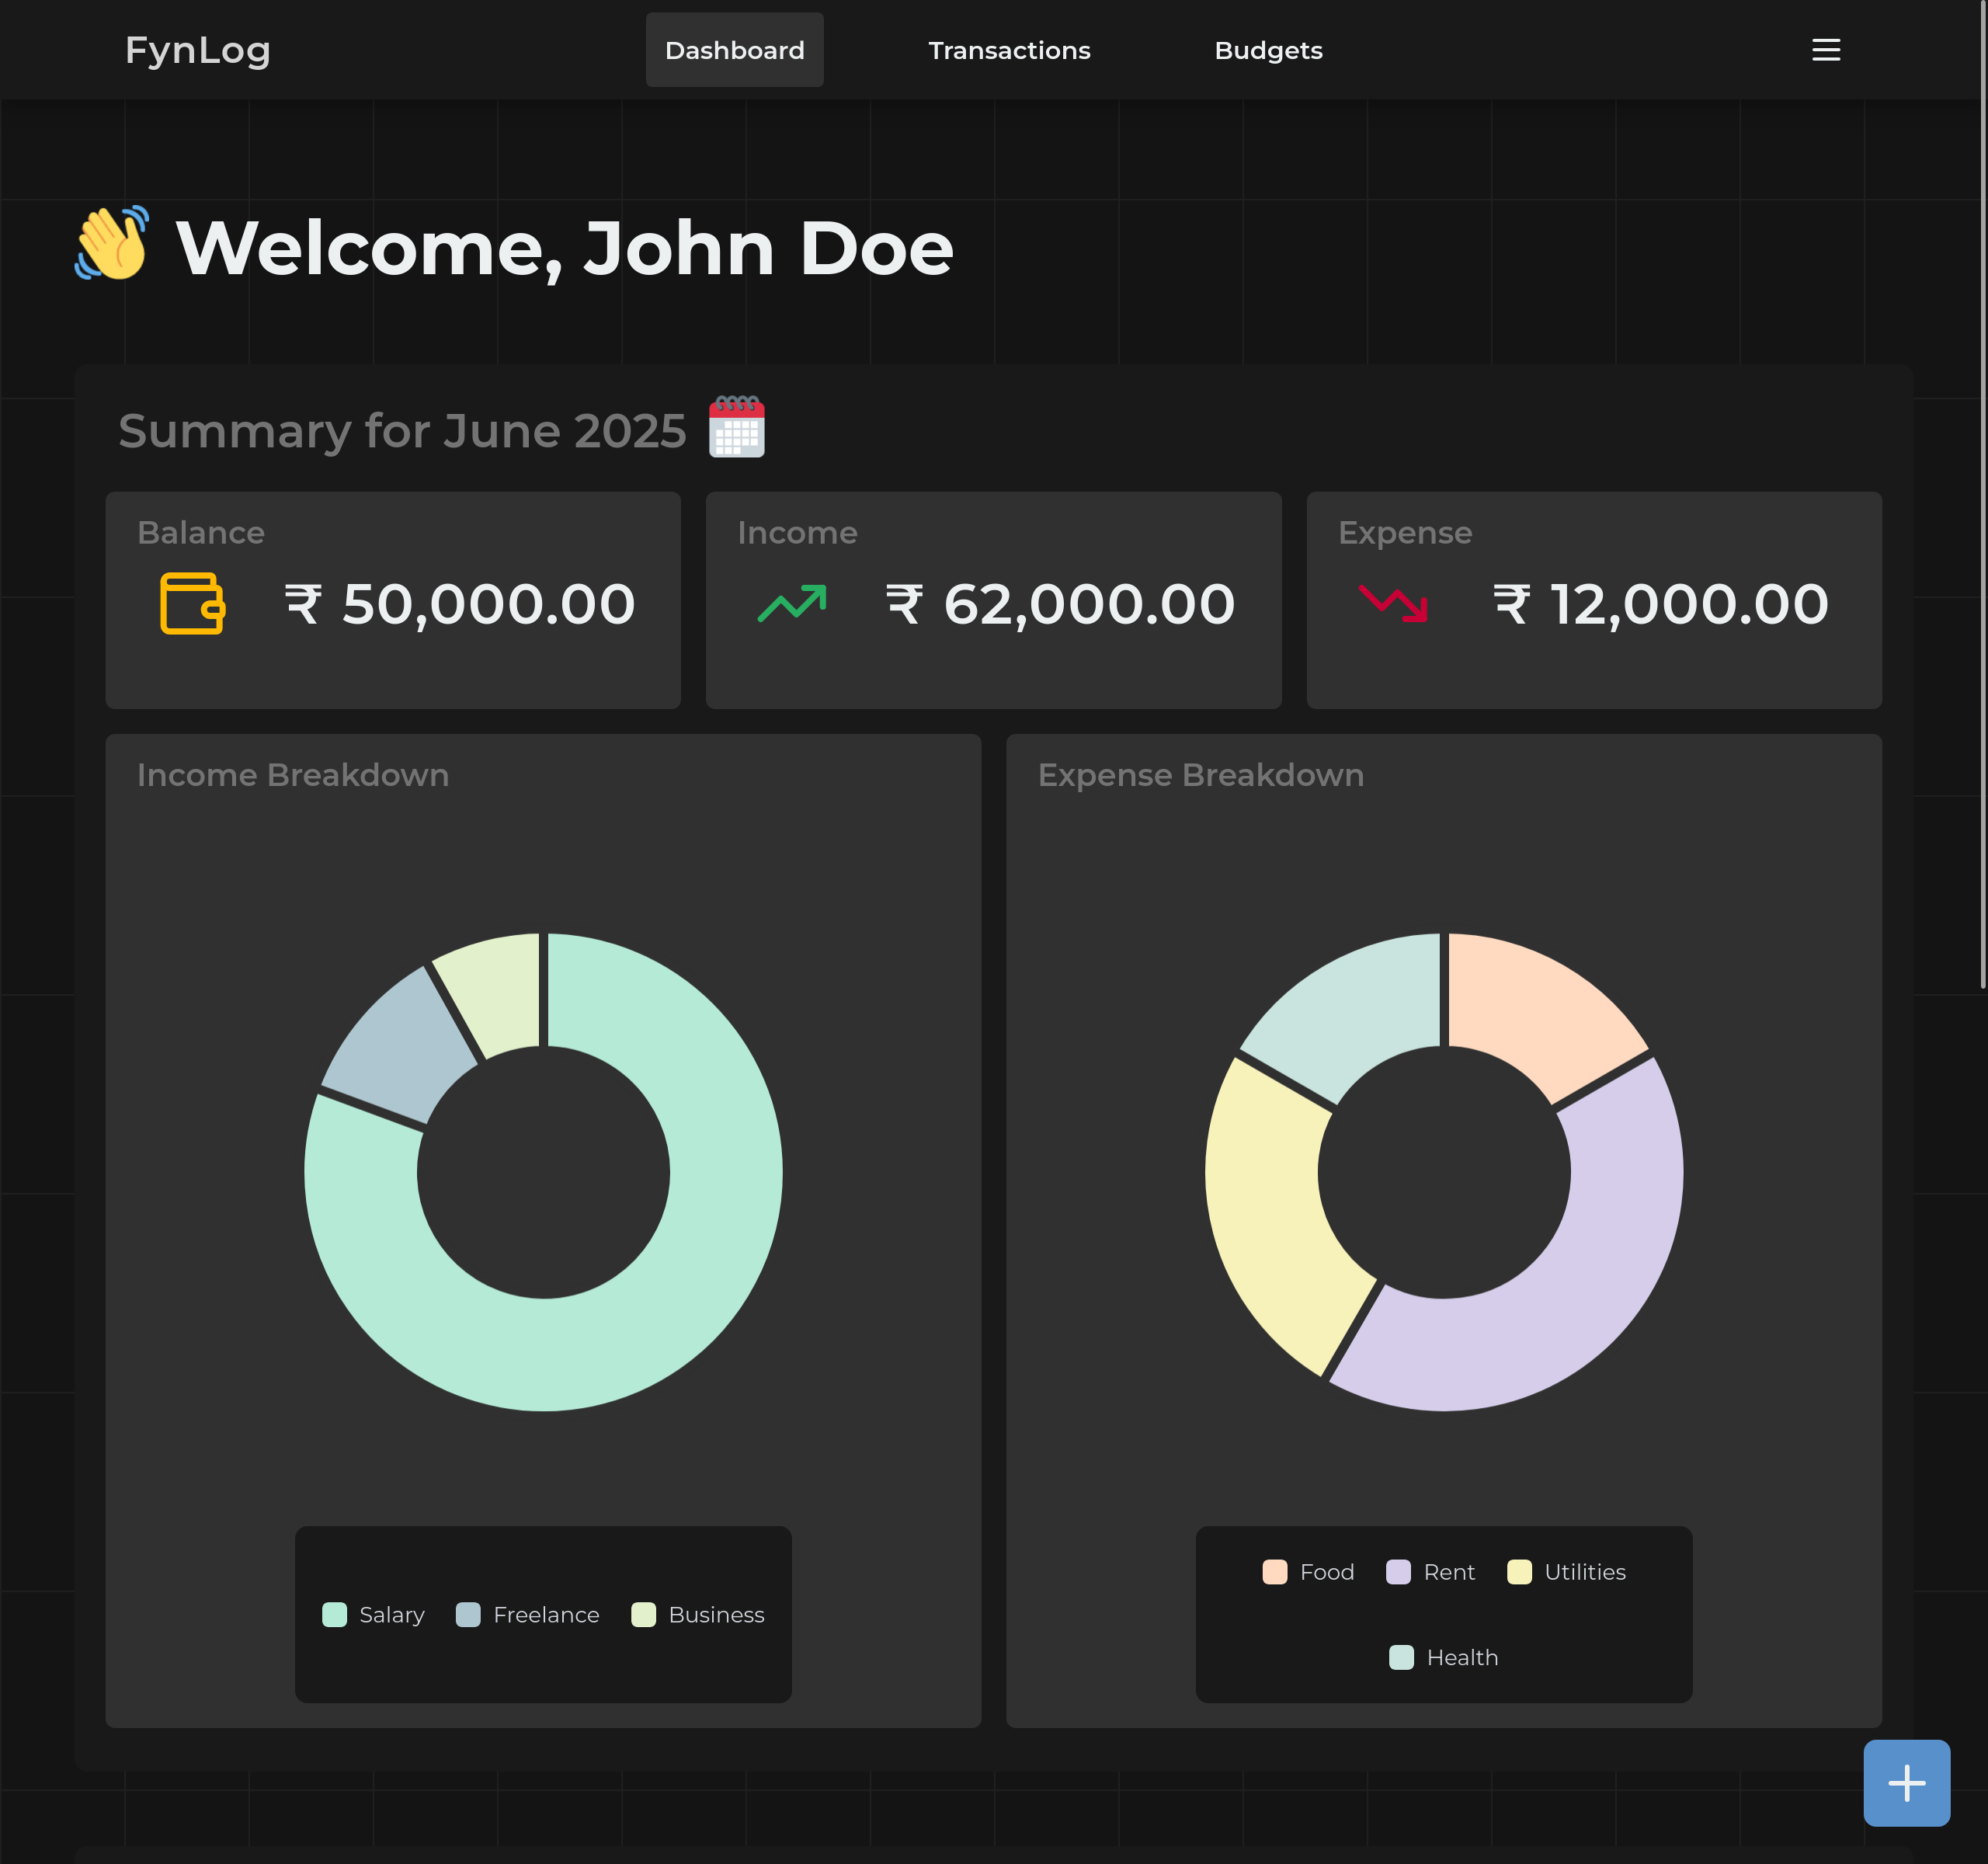 FynLog Dashboard Transactions Budgets
👋 Welcome, John Doe
Summary for June 2025 🗓️
Balance
₹ 50,000.00
Income
₹ 62,000.00
Expense
₹ 12,000.00
Income Breakdown
Salary Freelance Business
Expense Breakdown
Food Rent Utilities
Health